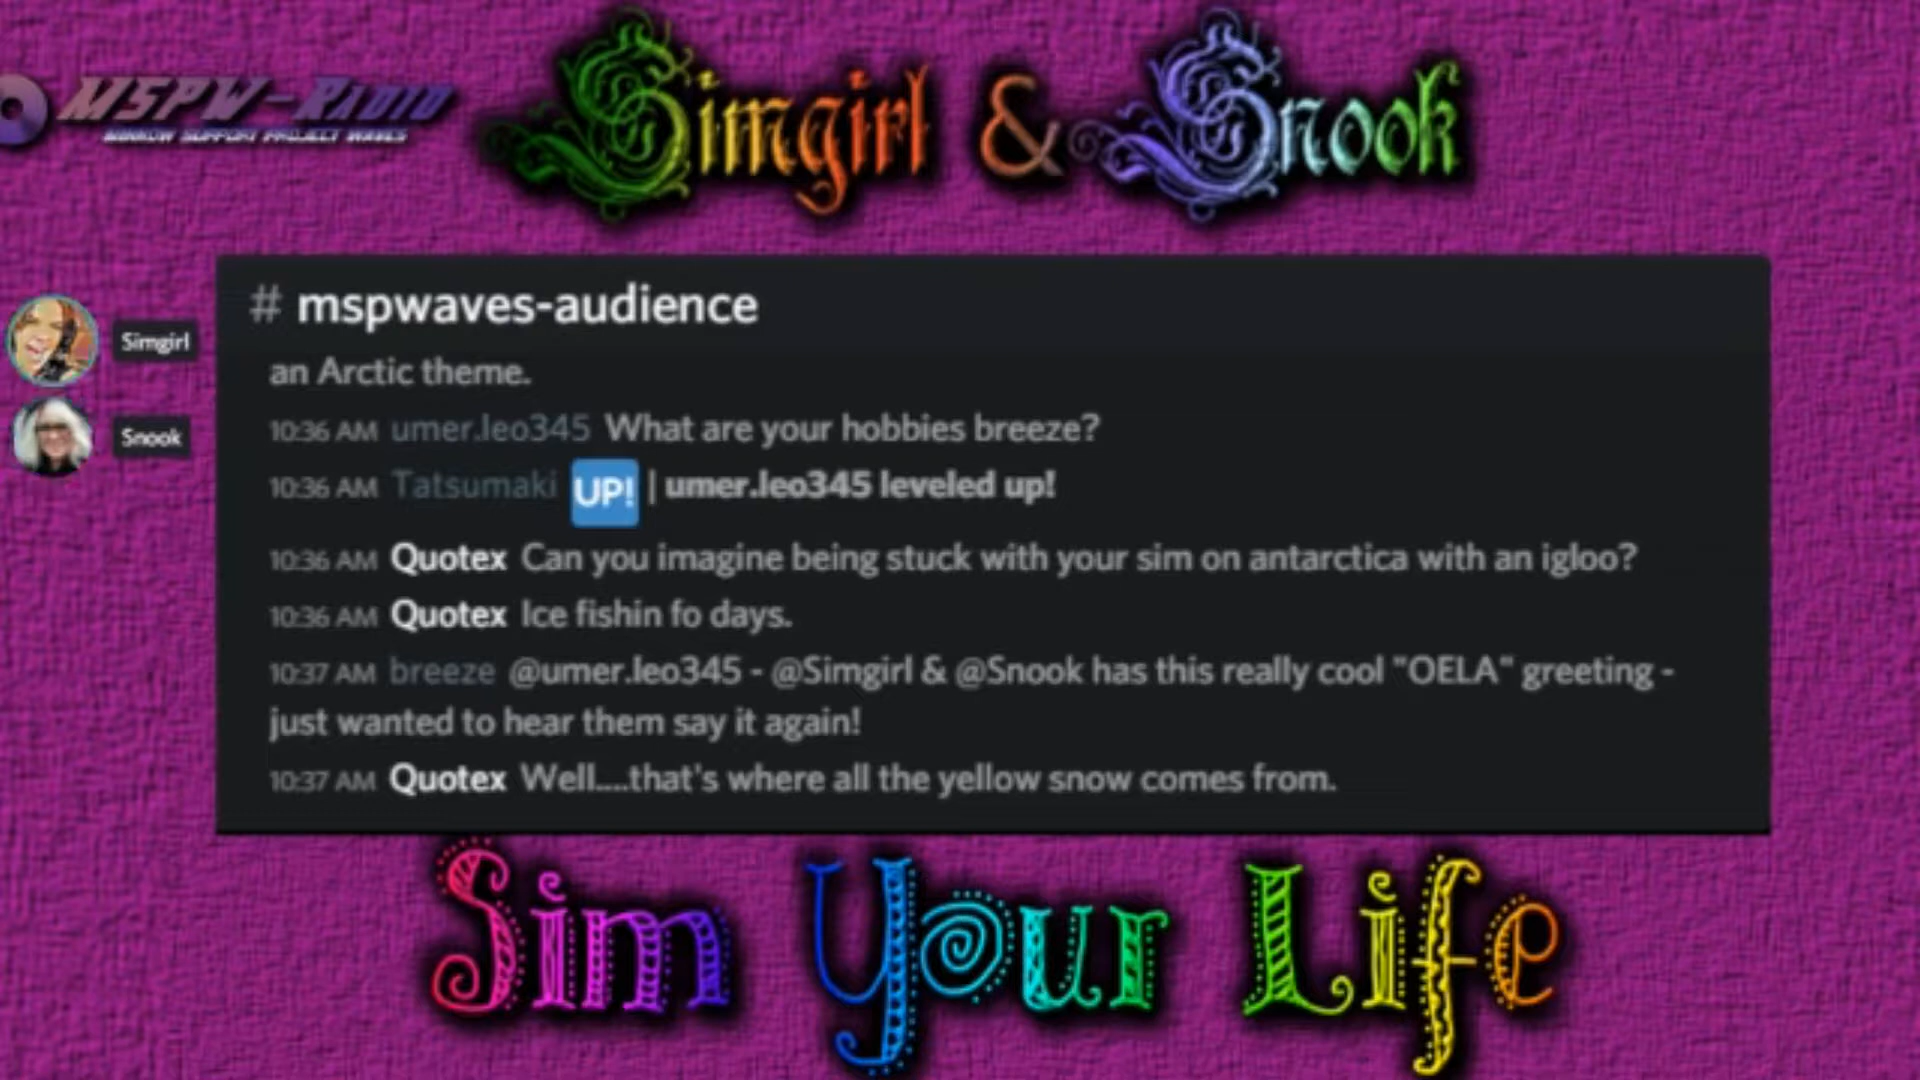 Simgirl & Snook
MSPW-Radio
MINNOW SUPPORT PROJECT WAVES
# mspwaves-audience
an Arctic theme.
Simgirl
10:36 AM umer.leo345 What are your hobbies breeze?
Snook
10:36 AM Tatsumaki UP! | umer.leo345 leveled up!
10:36 AM Quotex Can you imagine being stuck with your sim on antarctica with an igloo?
10:36 AM Quotex Ice fishin fo days.
10:37 AM breeze @umer.leo345 - @Simgirl & @Snook has this really cool "OELA" greeting -
just wanted to hear them say it again!
10:37 AM Quotex Well....that's where all the yellow snow comes from.
Sim Your Life